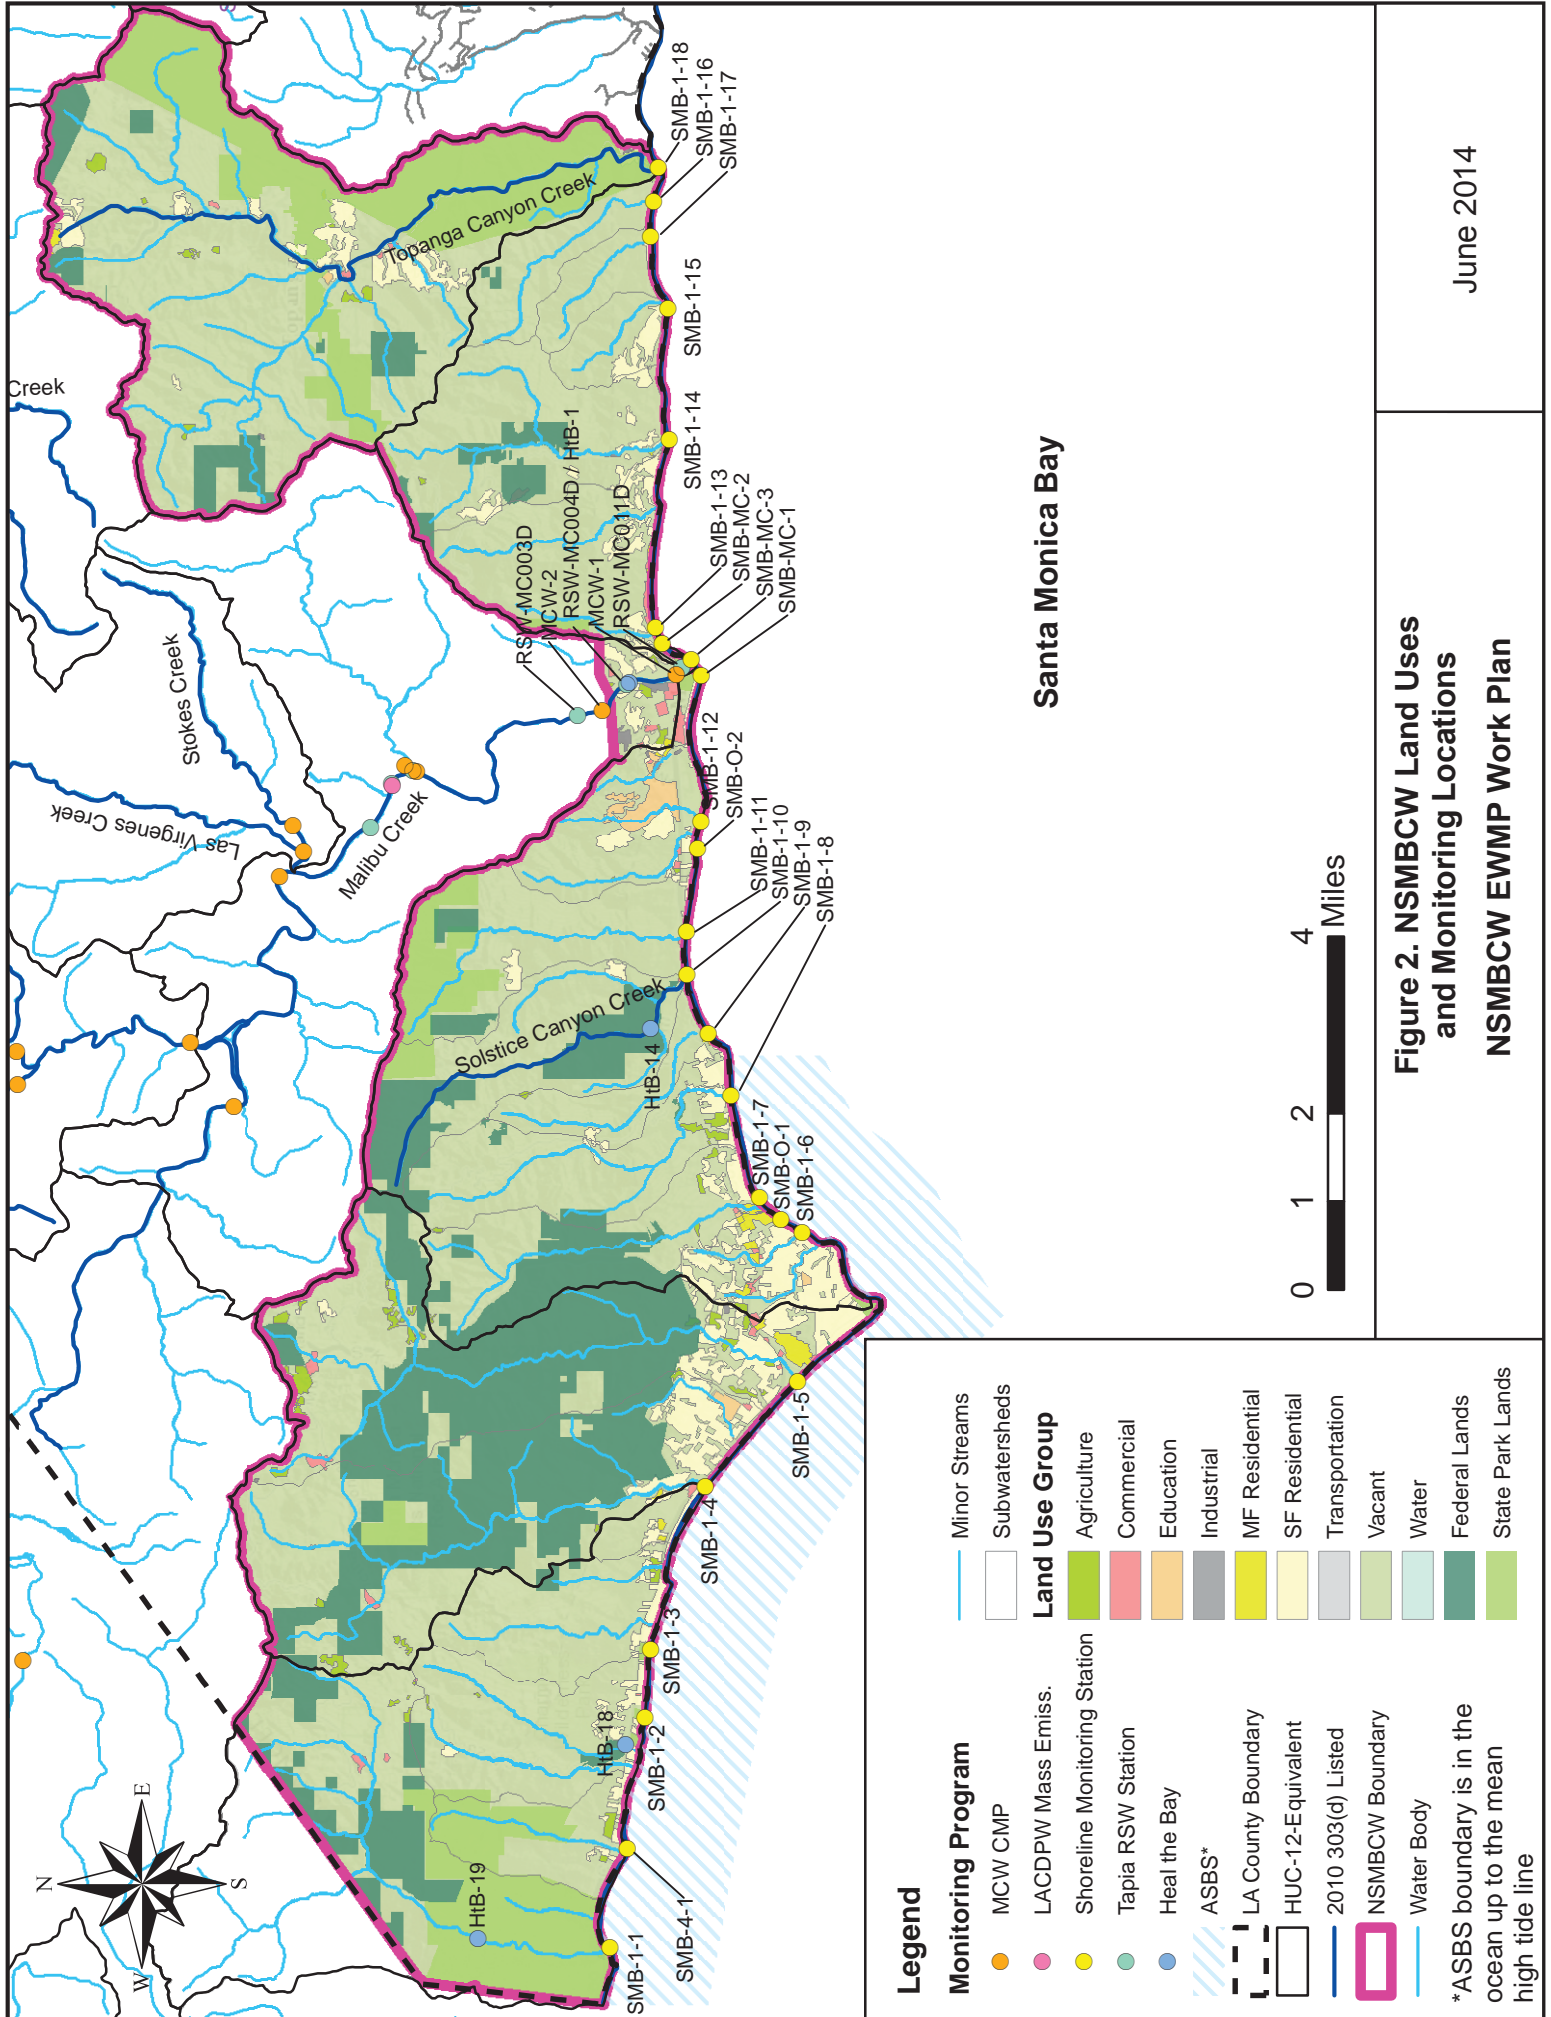 Creek
Stokes Creek
Las Virgenes Creek
Malibu Creek
Topanga Canyon Creek
Solstice Canyon Creek
N
E
S
W
HtB-19
HtB-18
HtB-14
RSW-MC003D
MCW-2
RSW-MC004D / HtB-1
MCW-1
RSW-MC011D
SMB-1-1
SMB-4-1
SMB-1-2
SMB-1-3
SMB-1-4
SMB-1-5
SMB-1-6
SMB-O-1
SMB-1-7
SMB-1-8
SMB-1-9
SMB-1-10
SMB-1-11
SMB-O-2
SMB-1-12
SMB-MC-1
SMB-MC-3
SMB-MC-2
SMB-1-13
SMB-1-14
SMB-1-15
SMB-1-17
SMB-1-16
SMB-1-18
Santa Monica Bay
0 1 2 4
Miles
Legend
Monitoring Program
MCW CMP
LACDPW Mass Emiss.
Shoreline Monitoring Station
Tapia RSW Station
Heal the Bay
ASBS*
LA County Boundary
HUC-12-Equivalent
2010 303(d) Listed
NSMBCW Boundary
Water Body
*ASBS boundary is in the
ocean up to the mean
high tide line
Minor Streams
Subwatersheds
Land Use Group
Agriculture
Commercial
Education
Industrial
MF Residential
SF Residential
Transportation
Vacant
Water
Federal Lands
State Park Lands
Figure 2. NSMBCW Land Uses
and Monitoring Locations
NSMBCW EWMP Work Plan
June 2014